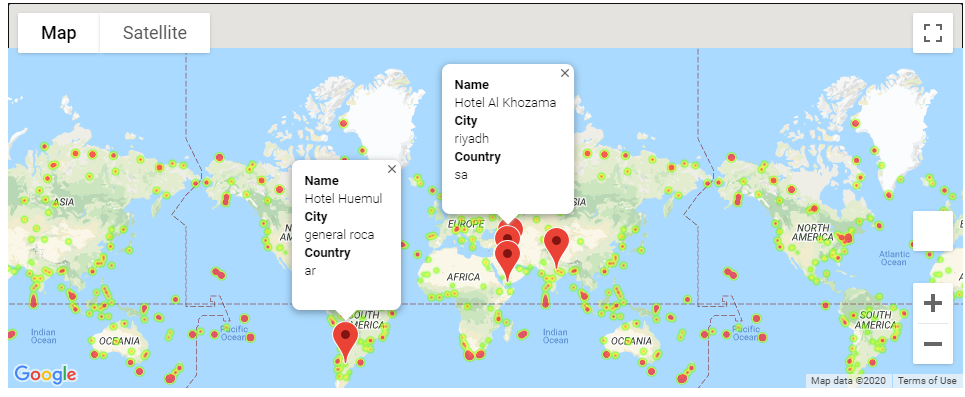 Map
Satellite
Name
Hotel Al Khozama
City
riyadh
Country
sa
Name
Hotel Huemul
City
general roca
Country
ar
ASIA
EUROPE
ASIA
NORTH
AMERICA
Atlantic
Ocean
AFRICA
SOUTH
AMERICA
SOUTH
AMERICA
Indian
Ocean
OCEANIA
Pacific
Ocean
Indian
Ocean
OCEANIA
Pacific
Ocean
Google
Map data ©2020
Terms of Use